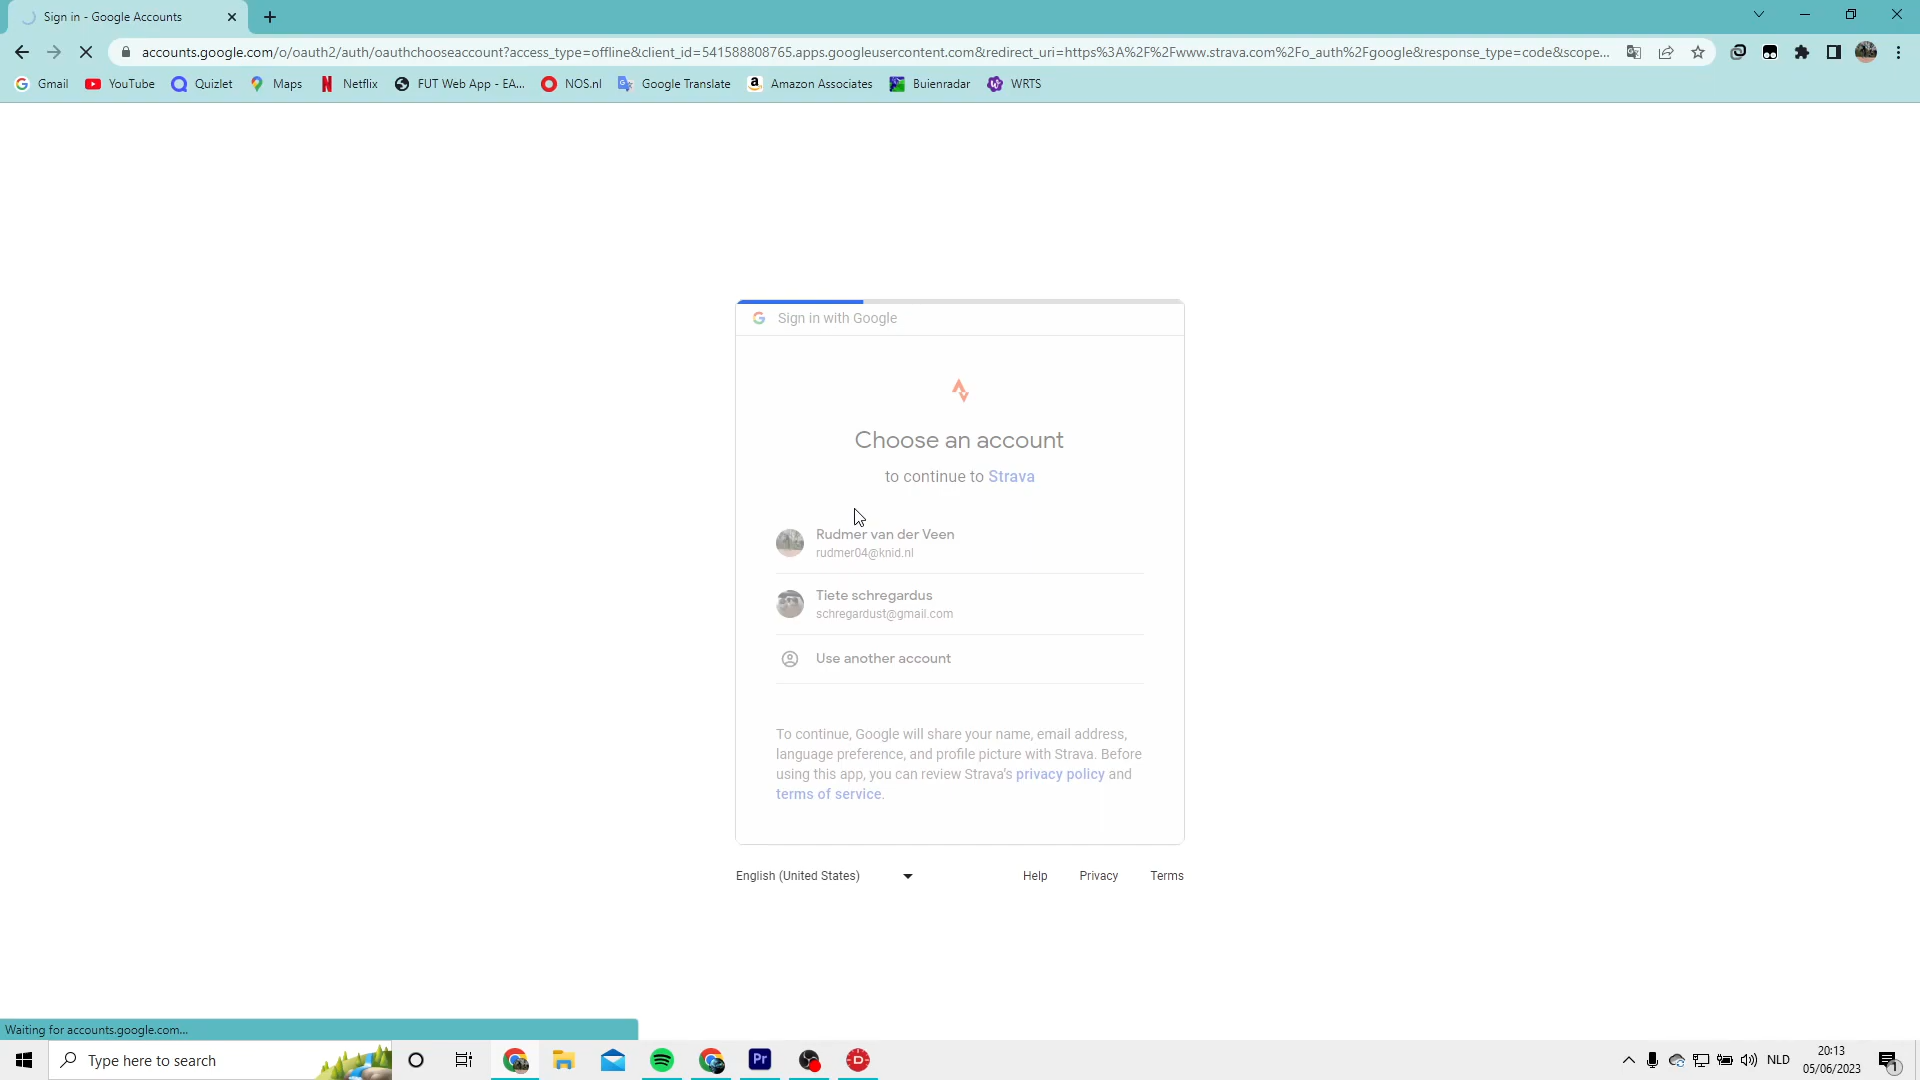 Sign in - Google Accounts
accounts.google.com/o/oauth2/auth/oauthchooseaccount?access_type=offline&client_id=541588808765.apps.googleusercontent.com&redirect_uri=https%3A%2F%2Fwww.strava.com%2Fo_auth%2Fgoogle&response_type=code&scope...
Gmail YouTube Quizlet Maps Netflix FUT Web App - EA... NOS.nl Google Translate Amazon Associates Buienradar WRTS
Sign in with Google
Choose an account
to continue to Strava
Rudmer van der Veen
rudmer04@knid.nl
Tiete schregardus
schregardust@gmail.com
Use another account
To continue, Google will share your name, email address,
language preference, and profile picture with Strava. Before
using this app, you can review Strava's privacy policy and
terms of service.
English (United States) Help Privacy Terms
Waiting for accounts.google.com...
Type here to search
Pr
D
NLD
20:13
05/06/2023
1